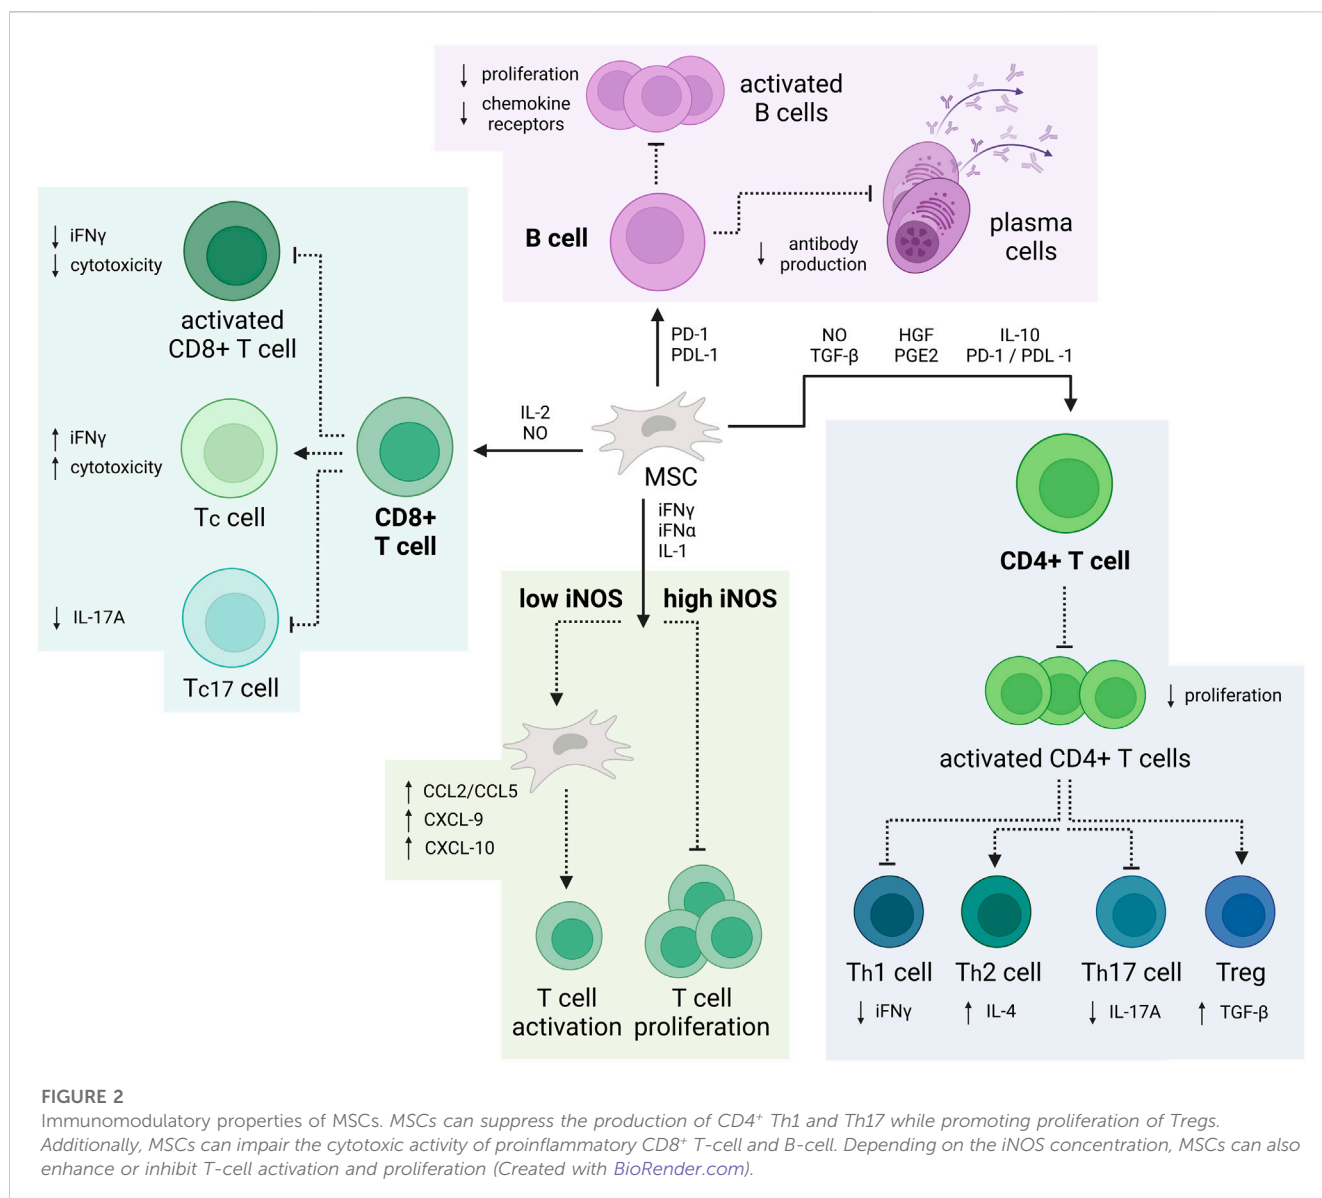 ↓ proliferation
↓ chemokine
receptors
activated
B cells
B cell
↓ antibody
production
plasma
cells
↓ iFNγ
↓ cytotoxicity
activated
CD8+ T cell
↑ iFNγ
↑ cytotoxicity
Tc cell
↓ IL-17A
Tc17 cell
CD8+
T cell
IL-2
NO
PD-1
PDL-1
MSC
NO
TGF-β
HGF
PGE2
IL-10
PD-1 / PDL -1
iFNγ
iFNα
IL-1
low iNOS
high iNOS
↑ CCL2/CCL5
↑ CXCL-9
↑ CXCL-10
T cell
activation
T cell
proliferation
CD4+ T cell
↓ proliferation
activated CD4+ T cells
Th1 cell
↓ iFNγ
Th2 cell
↑ IL-4
Th17 cell
↓ IL-17A
Treg
↑ TGF-β
FIGURE 2
Immunomodulatory properties of MSCs. MSCs can suppress the production of CD4⁺ Th1 and Th17 while promoting proliferation of Tregs.
Additionally, MSCs can impair the cytotoxic activity of proinflammatory CD8⁺ T-cell and B-cell. Depending on the iNOS concentration, MSCs can also
enhance or inhibit T-cell activation and proliferation (Created with BioRender.com).